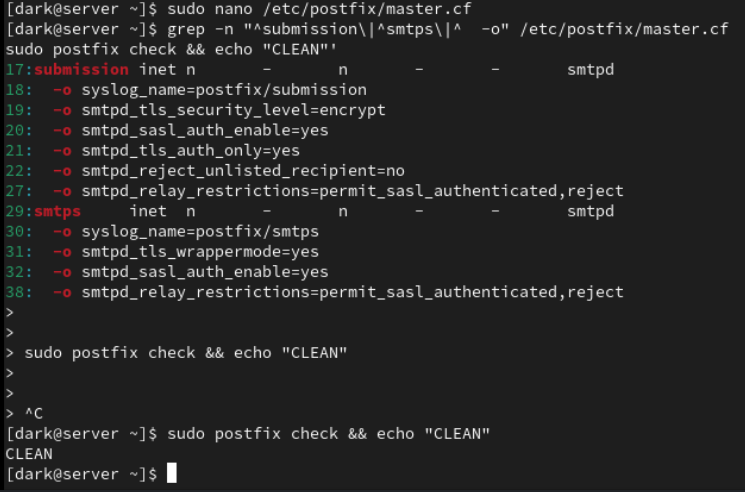 [dark@server ~]$ sudo nano /etc/postfix/master.cf
[dark@server ~]$ grep -n "^submission\|^smtps\|^  -o" /etc/postfix/master.cf
sudo postfix check && echo "CLEAN"'
17:submission inet n       -       n       -       -       smtpd
18:  -o syslog_name=postfix/submission
19:  -o smtpd_tls_security_level=encrypt
20:  -o smtpd_sasl_auth_enable=yes
21:  -o smtpd_tls_auth_only=yes
22:  -o smtpd_reject_unlisted_recipient=no
27:  -o smtpd_relay_restrictions=permit_sasl_authenticated,reject
29:smtps     inet  n       -       n       -       -       smtpd
30:  -o syslog_name=postfix/smtps
31:  -o smtpd_tls_wrappermode=yes
32:  -o smtpd_sasl_auth_enable=yes
38:  -o smtpd_relay_restrictions=permit_sasl_authenticated,reject
>
>
> sudo postfix check && echo "CLEAN"
>
>
> ^C
[dark@server ~]$ sudo postfix check && echo "CLEAN"
CLEAN
[dark@server ~]$